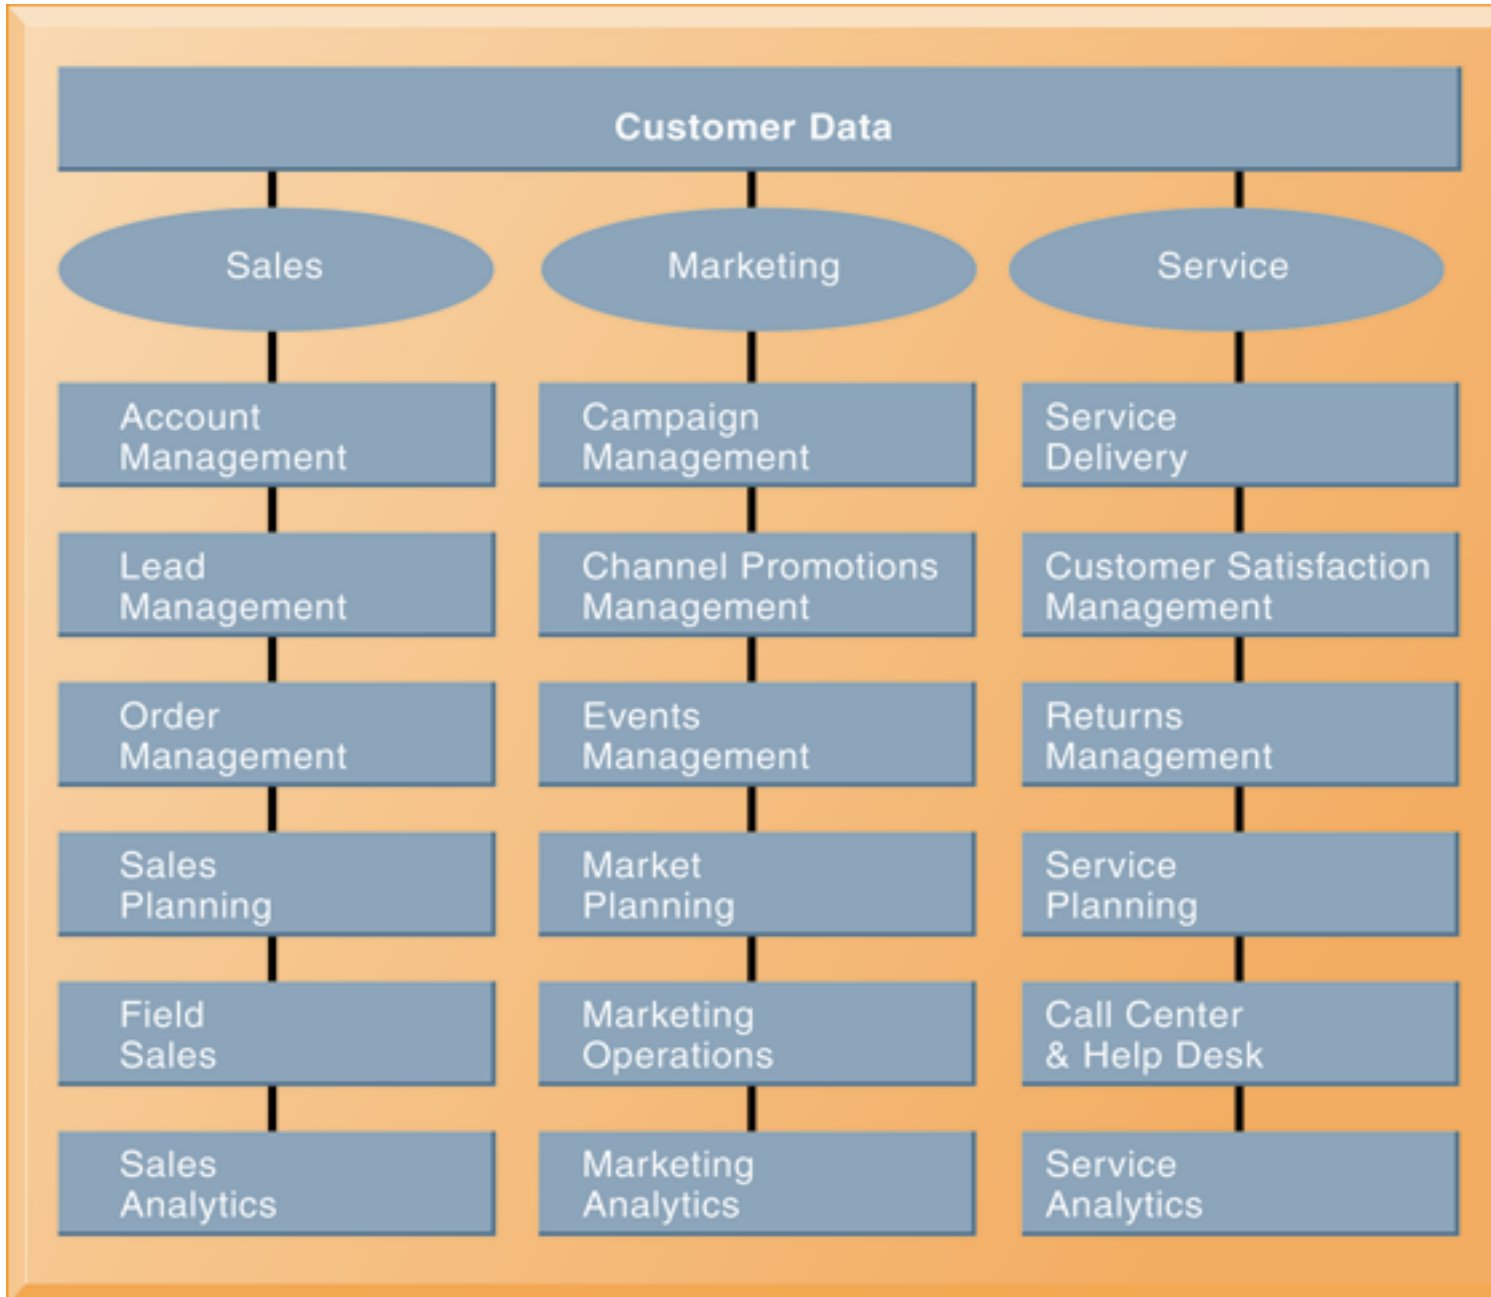 Customer Data
Sales
Marketing
Service
Account
Management
Campaign
Management
Service
Delivery
Lead
Management
Channel Promotions
Management
Customer Satisfaction
Management
Order
Management
Events
Management
Returns
Management
Sales
Planning
Market
Planning
Service
Planning
Field
Sales
Marketing
Operations
Call Center
& Help Desk
Sales
Analytics
Marketing
Analytics
Service
Analytics